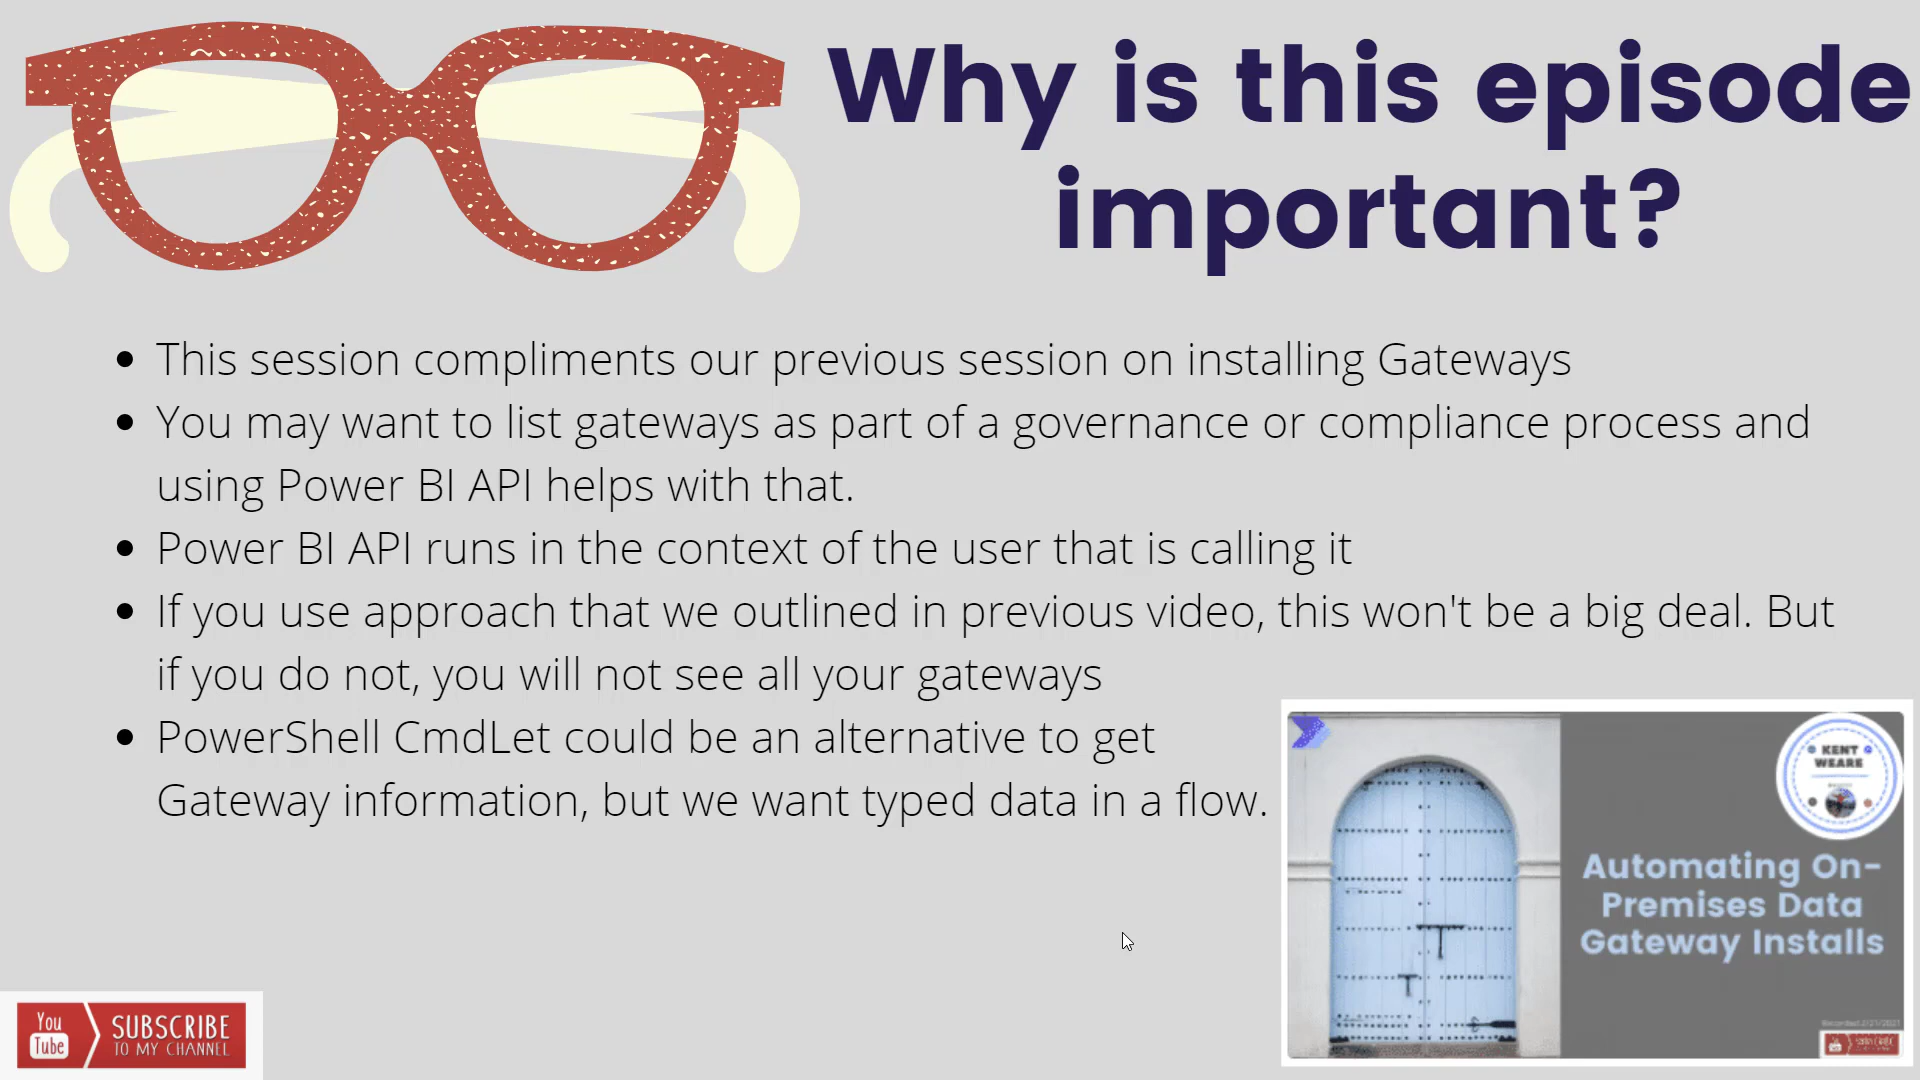 Why is this episode
important?
This session compliments our previous session on installing Gateways
You may want to list gateways as part of a governance or compliance process and
using Power BI API helps with that.
Power BI API runs in the context of the user that is calling it
If you use approach that we outlined in previous video, this won't be a big deal. But
if you do not, you will not see all your gateways
PowerShell CmdLet could be an alternative to get
Gateway information, but we want typed data in a flow.
KENT
WEARE
Automating On-
Premises Data
Gateway Installs
You
Tube
SUBSCRIBE
TO MY CHANNEL